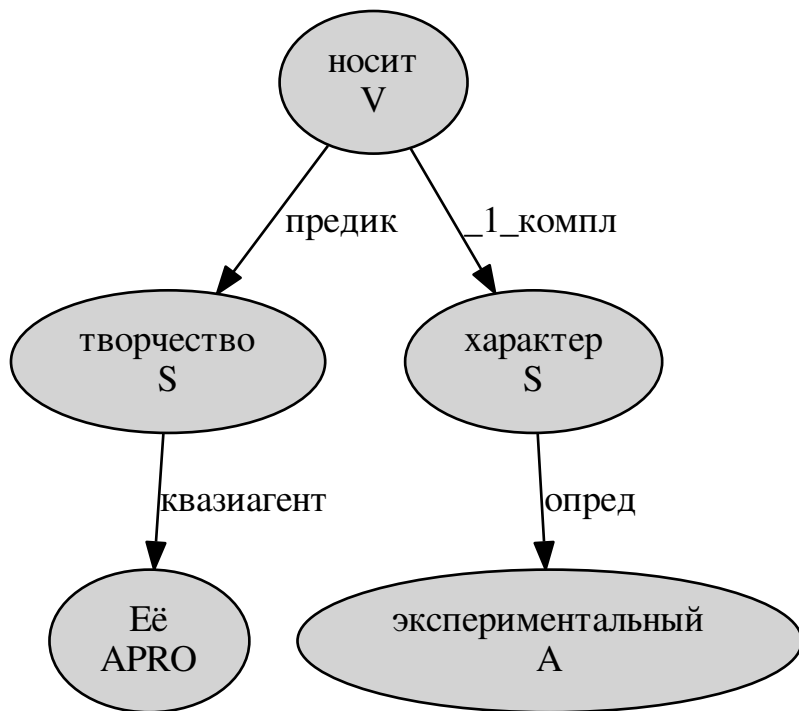 носит
V
предик
_1_компл
творчество
S
характер
S
квазиагент
опред
Её
APRO
экспериментальный
A